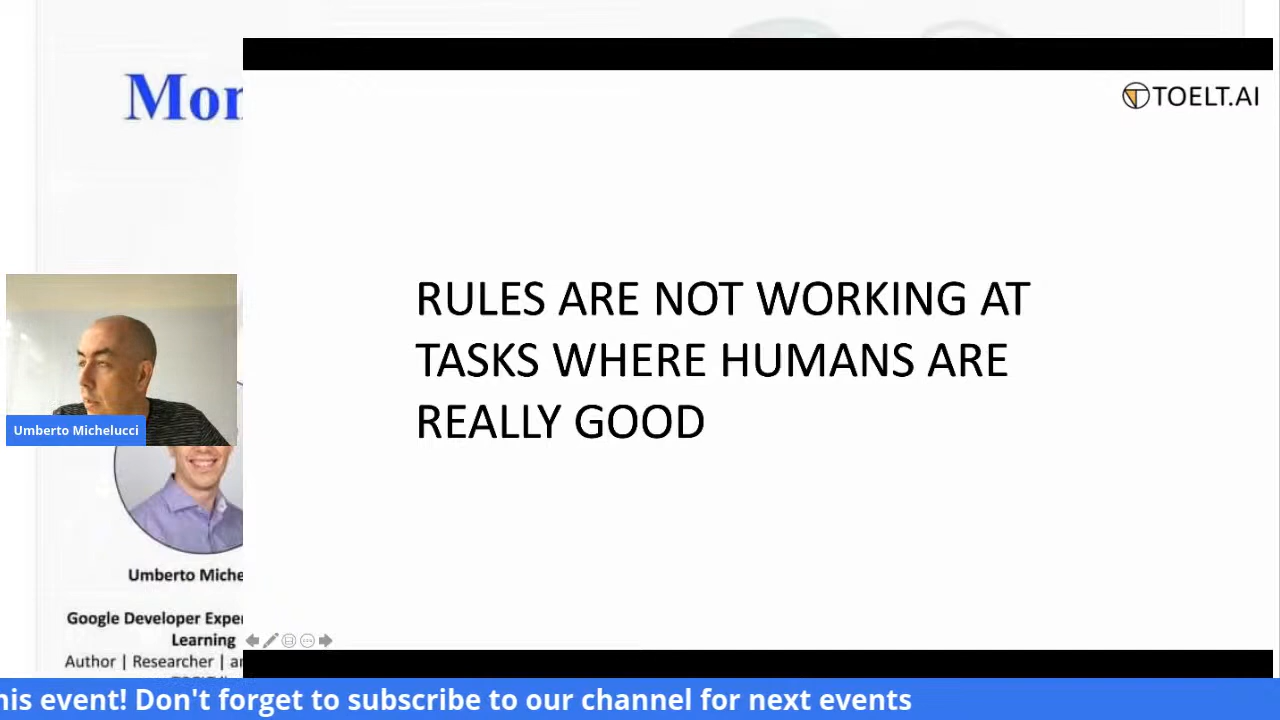 Mor
TOELT.AI
RULES ARE NOT WORKING AT
TASKS WHERE HUMANS ARE
REALLY GOOD
Umberto Michelucci
Umberto Miche
Google Developer Exper
Learning
Author | Researcher | ar
his event! Don't forget to subscribe to our channel for next events